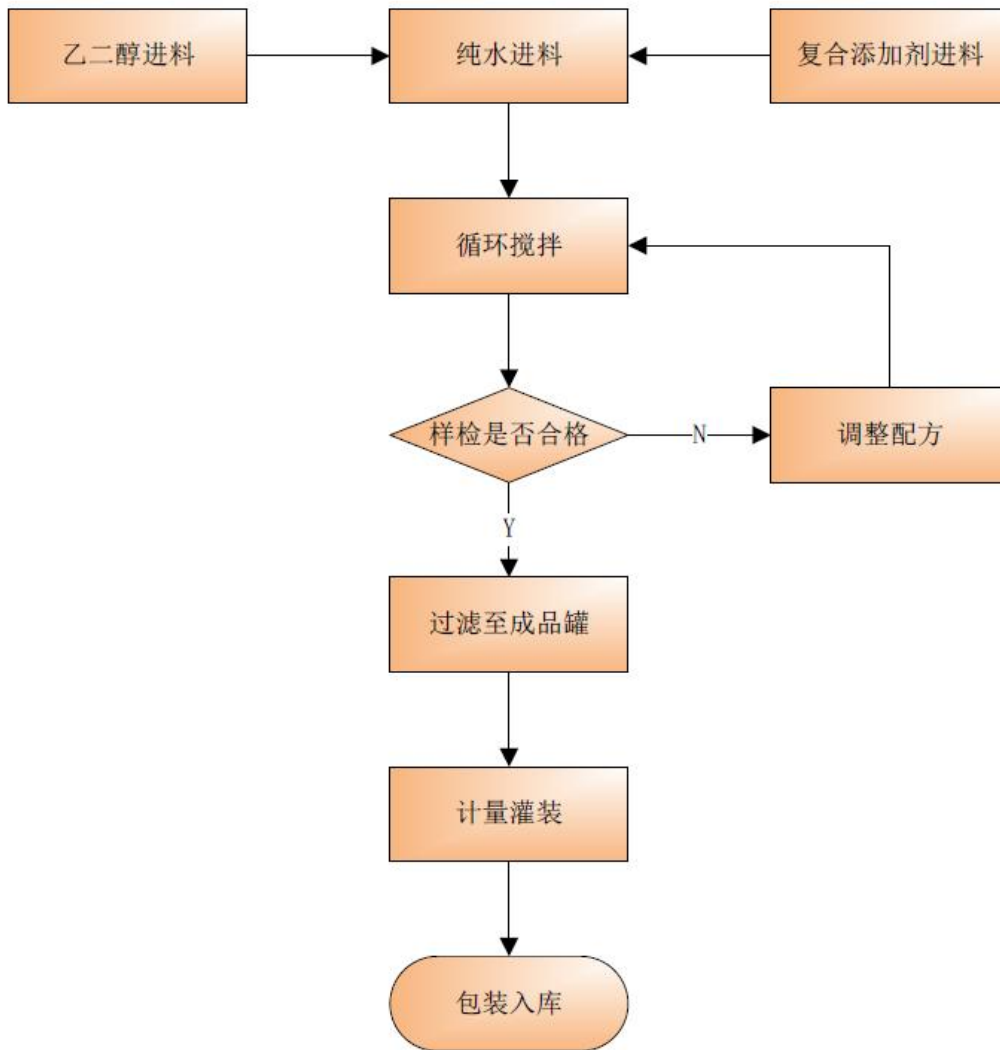 乙二醇进料
纯水进料
复合添加剂进料
循环搅拌
样检是否合格
N
调整配方
Y
过滤至成品罐
计量灌装
包装入库